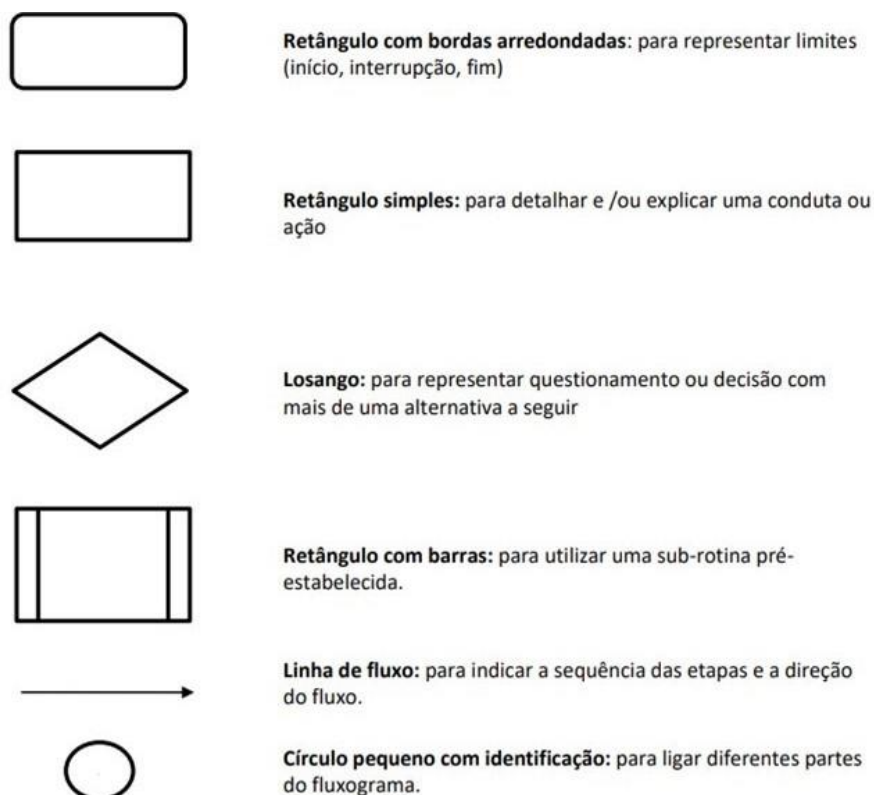 Retângulo com bordas arredondadas: para representar limites
(início, interrupção, fim)
Retângulo simples: para detalhar e /ou explicar uma conduta ou
ação
Losango: para representar questionamento ou decisão com
mais de uma alternativa a seguir
Retângulo com barras: para utilizar uma sub-rotina pré-
estabelecida.
Linha de fluxo: para indicar a sequência das etapas e a direção
do fluxo.
Círculo pequeno com identificação: para ligar diferentes partes
do fluxograma.